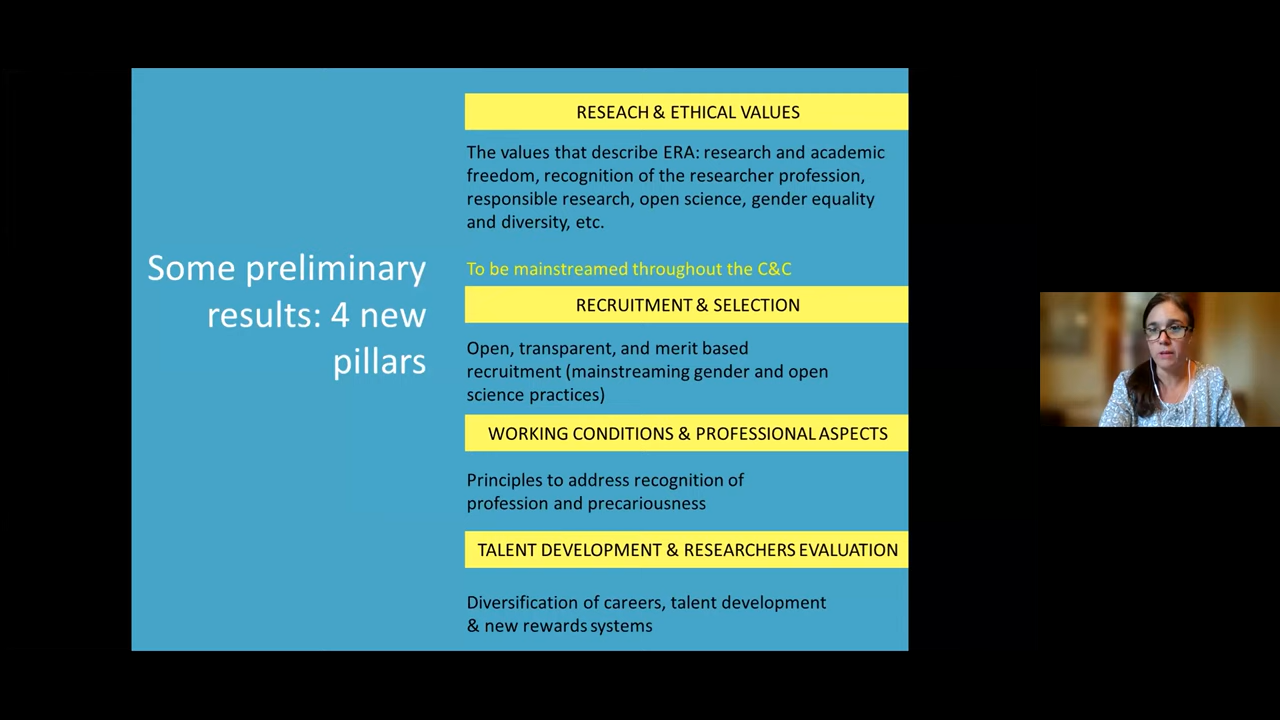 Some preliminary
results: 4 new
pillars
RESEACH & ETHICAL VALUES
The values that describe ERA: research and academic
freedom, recognition of the researcher profession,
responsible research, open science, gender equality
and diversity, etc.
To be mainstreamed throughout the C&C
RECRUITMENT & SELECTION
Open, transparent, and merit based
recruitment (mainstreaming gender and open
science practices)
WORKING CONDITIONS & PROFESSIONAL ASPECTS
Principles to address recognition of
profession and precariousness
TALENT DEVELOPMENT & RESEARCHERS EVALUATION
Diversification of careers, talent development
& new rewards systems